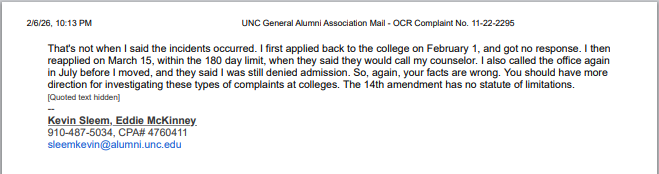 2/6/26, 10:13 PM UNC General Alumni Association Mail - OCR Complaint No. 11-22-2295
That's not when I said the incidents occurred. I first applied back to the college on February 1, and got no response. I then
reapplied on March 15, within the 180 day limit, when they said they would call my counselor. I also called the office again
in July before I moved, and they said I was still denied admission. So, again, your facts are wrong. You should have more
direction for investigating these types of complaints at colleges. The 14th amendment has no statute of limitations.
[Quoted text hidden]
--
Kevin Sleem, Eddie McKinney
910-487-5034, CPA# 4760411
sleemkevin@alumni.unc.edu